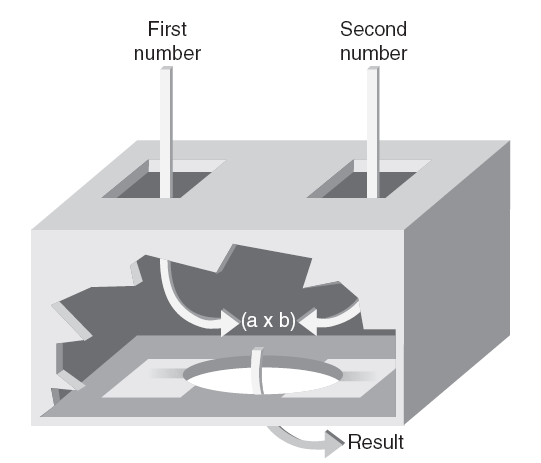 First
number
Second
number
(a x b)
Result